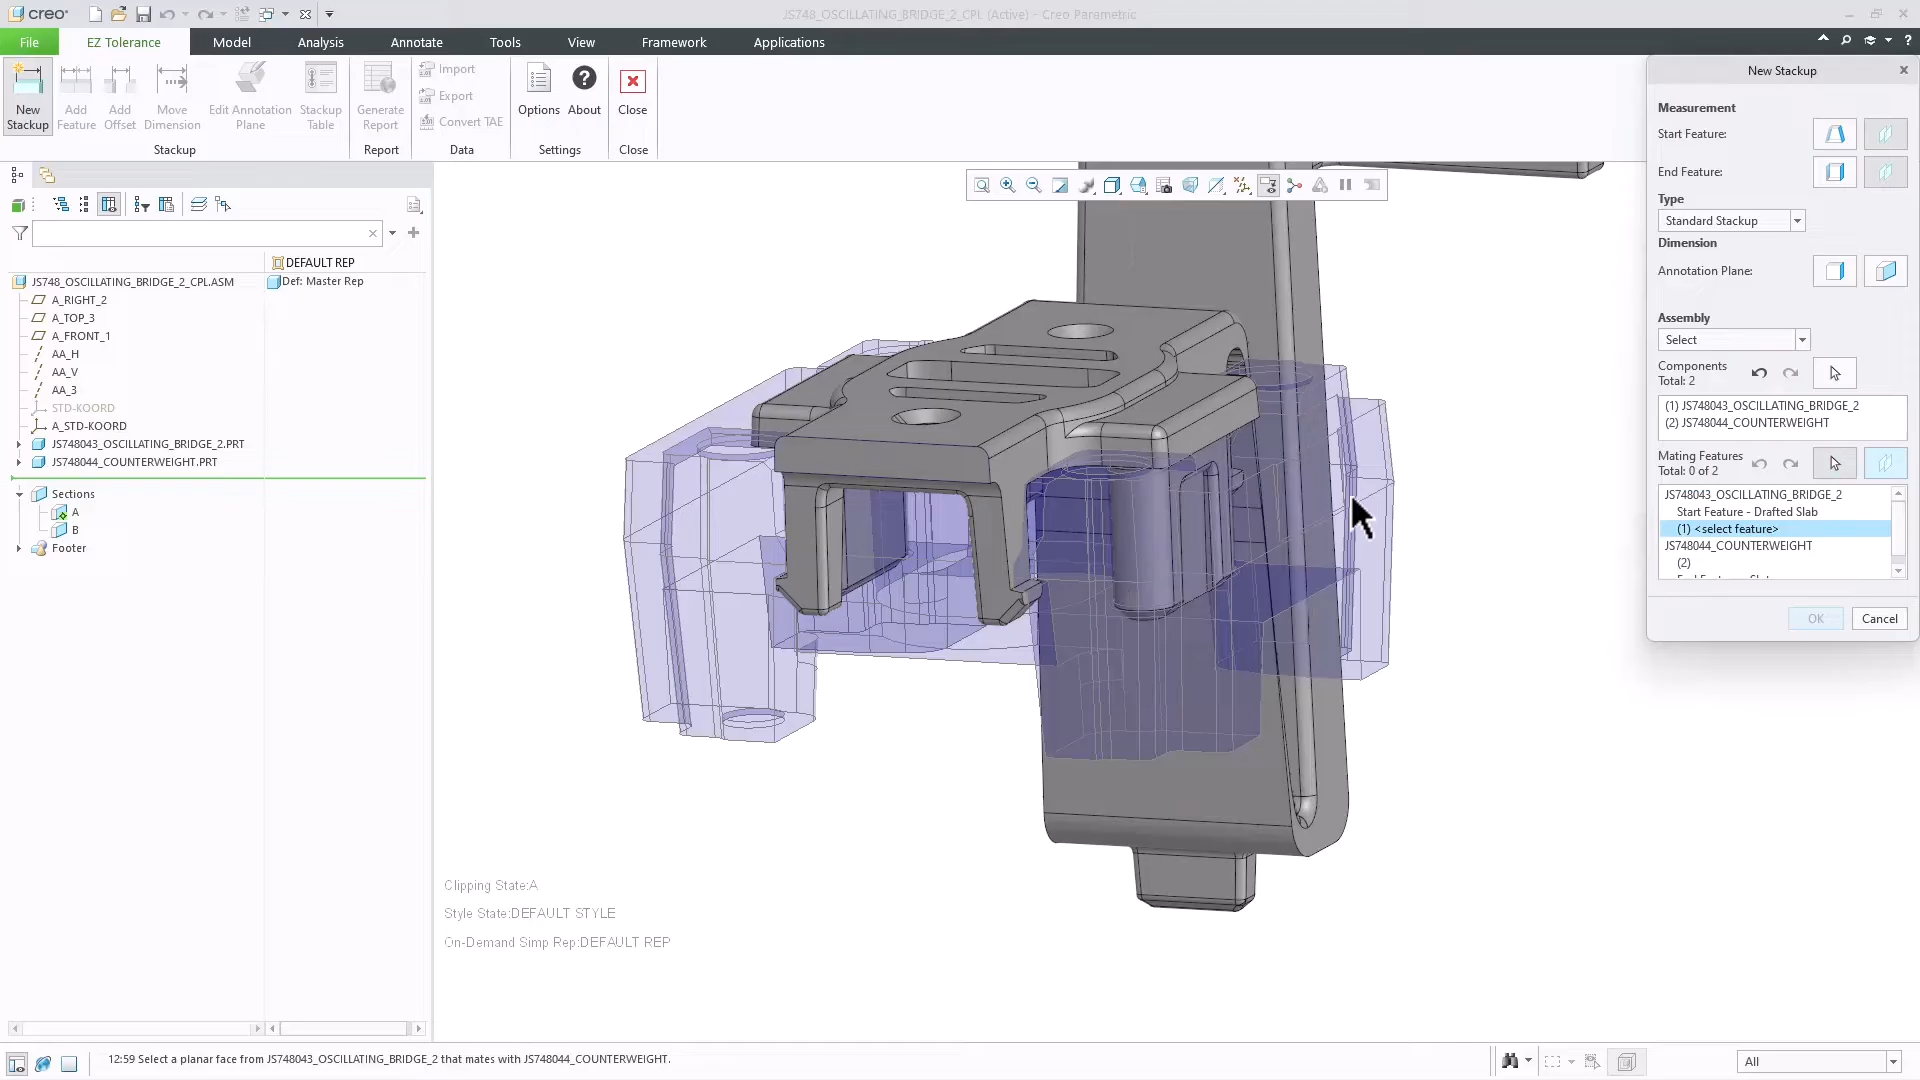 creo
JS748_OSCILLATING_BRIDGE_2_CPL (Active) - Creo Parametric
File
EZ Tolerance
Model
Analysis
Annotate
Tools
View
Framework
Applications
New Stackup
Add Feature
Add Offset
Move Dimension
Edit Annotation Plane
Stackup Table
Generate Report
Import
Export
Convert TAE
Options
About
Close
Stackup
Report
Data
Settings
Close
DEFAULT REP
JS748_OSCILLATING_BRIDGE_2_CPL.ASM
Def: Master Rep
A_RIGHT_2
A_TOP_3
A_FRONT_1
AA_H
AA_V
AA_3
STD-KOORD
A_STD-KOORD
JS748043_OSCILLATING_BRIDGE_2.PRT
JS748044_COUNTERWEIGHT.PRT
Sections
A
B
Footer
Clipping State:A
Style State:DEFAULT STYLE
On-Demand Simp Rep:DEFAULT REP
New Stackup
Measurement
Start Feature:
End Feature:
Type
Standard Stackup
Dimension
Annotation Plane:
Assembly
Select
Components
Total: 2
(1) JS748043_OSCILLATING_BRIDGE_2
(2) JS748044_COUNTERWEIGHT
Mating Features
Total: 0 of 2
JS748043_OSCILLATING_BRIDGE_2
Start Feature - Drafted Slab
(1) <select feature>
JS748044_COUNTERWEIGHT
(2)
OK
Cancel
12:59 Select a planar face from JS748043_OSCILLATING_BRIDGE_2 that mates with JS748044_COUNTERWEIGHT.
All